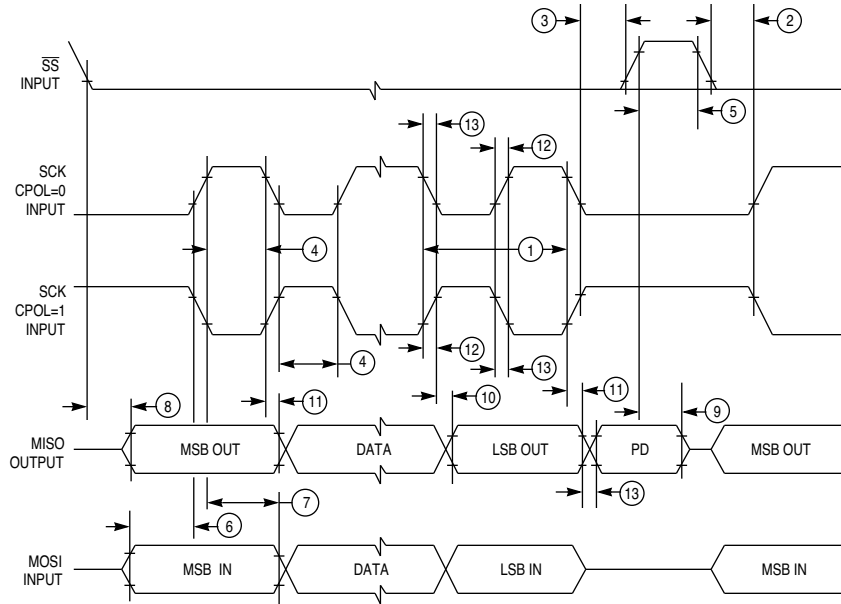 3
2
SS
INPUT
5
13
12
SCK
CPOL=0
INPUT
4
1
SCK
CPOL=1
INPUT
12
4
13
8
11
10
11
9
MISO
OUTPUT
MSB OUT
DATA
LSB OUT
PD
MSB OUT
13
7
6
MOSI
INPUT
MSB IN
DATA
LSB IN
MSB IN